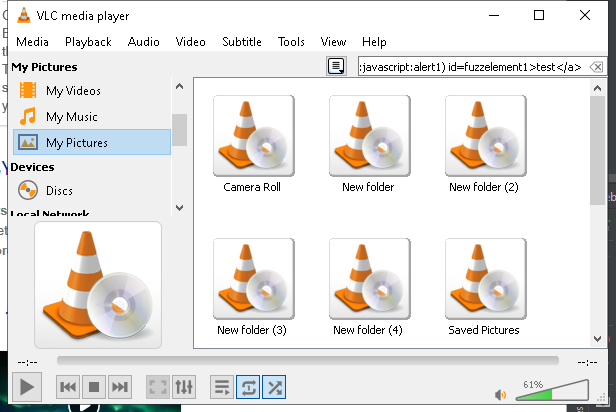 VLC media player
Media Playback Audio Video Subtitle Tools View Help
My Pictures
:javascript:alert1) id=fuzzelement1>test</a>
My Videos
My Music
My Pictures
Devices
Discs
Local Network
Camera Roll
New folder
New folder (2)
New folder (3)
New folder (4)
Saved Pictures
--:--
--:--
61%